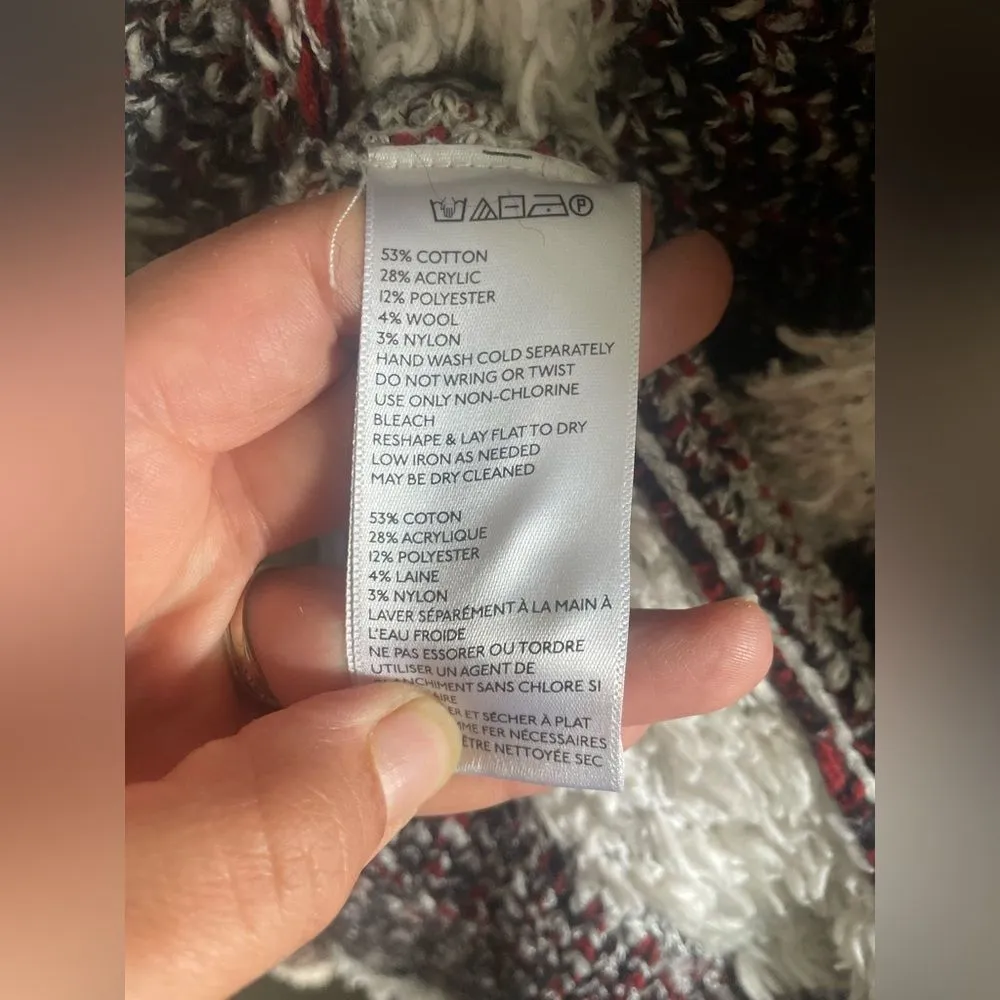 P
53% COTTON
28% ACRYLIC
12% POLYESTER
4% WOOL
3% NYLON
HAND WASH COLD SEPARATELY
DO NOT WRING OR TWIST
USE ONLY NON-CHLORINE
BLEACH
RESHAPE & LAY FLAT TO DRY
LOW IRON AS NEEDED
MAY BE DRY CLEANED
53% COTON
28% ACRYLIQUE
12% POLYESTER
4% LAINE
3% NYLON
LAVER SÉPARÉMENT À LA MAIN À
L'EAU FROIDE
NE PAS ESSORER OU TORDRE
UTILISER UN AGENT DE
SANS CHLORE SI
ET SÉCHER À PLAT
FER NÉCESSAIRES
ÊTRE NETTOYÉE SEC